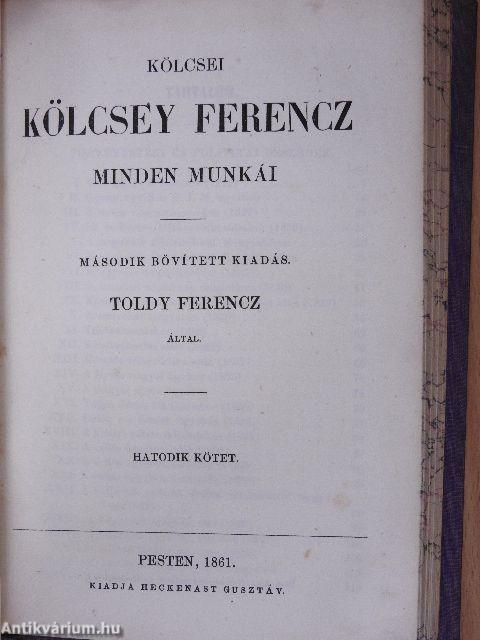 KÖLCSEI
KÖLCSEY FERENCZ
MINDEN MUNKÁI
MÁSODIK BŐVÍTETT KIADÁS.
TOLDY FERENCZ
ÁLTAL.
HATODIK KÖTET.
PESTEN, 1861.
KIADJA HECKENAST GUSZTÁV.
Antikvárium.hu